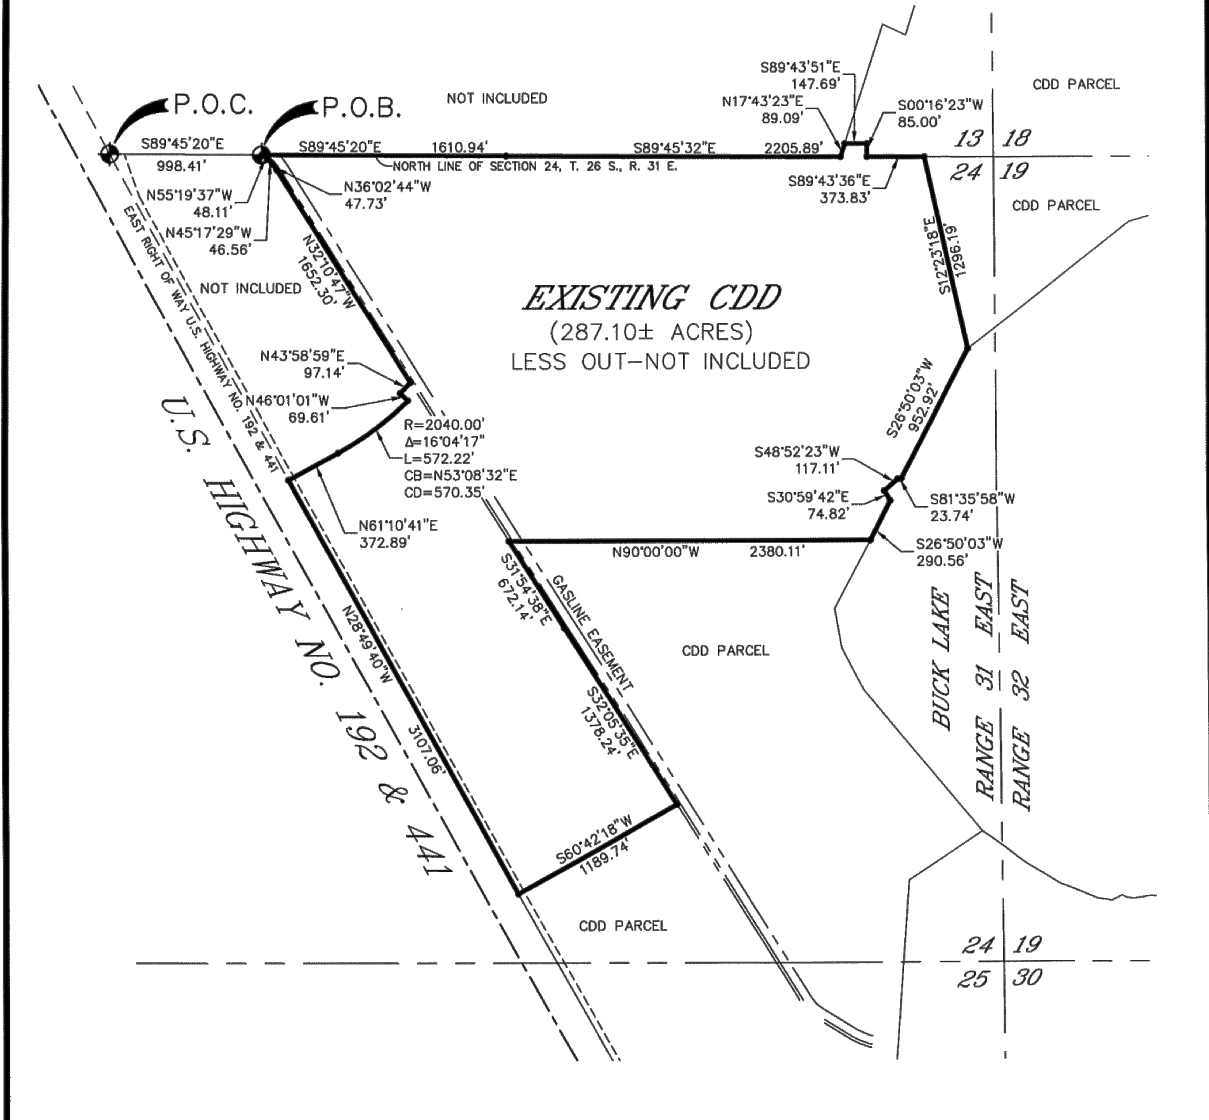 S89°43'51"E
147.69'
CDD PARCEL
P.O.C.
P.O.B.
NOT INCLUDED
N17°43'23"E
89.09'
S00°16'23"W
85.00'
13 18
S89°45'20"E
998.41'
S89°45'20"E 1610.94' S89°45'32"E 2205.89'
NORTH LINE OF SECTION 24, T. 26 S., R. 31 E.
24 19
S89°43'36"E
373.83'
N36°02'44"W
47.73'
N55°19'37"W
48.11'
N45°17'29"W
46.56'
CDD PARCEL
EAST RIGHT OF WAY U.S. HIGHWAY NO. 192 & 441
N32°10'47"W
1652.30'
S12°23'18"E
1296.19'
NOT INCLUDED
EXISTING CDD
(287.10± ACRES)
LESS OUT-NOT INCLUDED
N43°58'59"E
97.14'
N46°01'01"W
69.61'
R=2040.00'
Δ=16°04'17"
L=572.22'
CB=N53°08'32"E
CD=570.35'
S26°50'03"W
952.92'
S48°52'23"W
117.11'
S30°59'42"E
74.82'
S81°35'58"W
23.74'
N61°10'41"E
372.89'
N90°00'00"W 2380.11'
S26°50'03"W
290.56'
U.S. HIGHWAY NO. 192 & 441
S31°54'38"E
672.14'
GASLINE EASEMENT
BUCK LAKE
RANGE 31 EAST
RANGE 32 EAST
N28°49'40"W
3107.06'
CDD PARCEL
S32°05'35"E
1378.24'
S60°42'18"W
1189.74'
CDD PARCEL
24 19
25 30